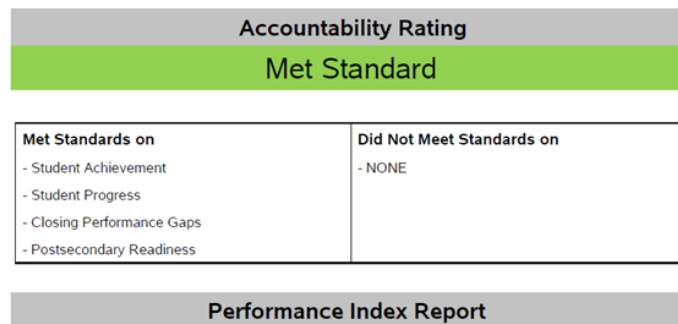 Accountability Rating
Met Standard
Met Standards on
- Student Achievement
- Student Progress
- Closing Performance Gaps
- Postsecondary Readiness
Did Not Meet Standards on
- NONE
Performance Index Report